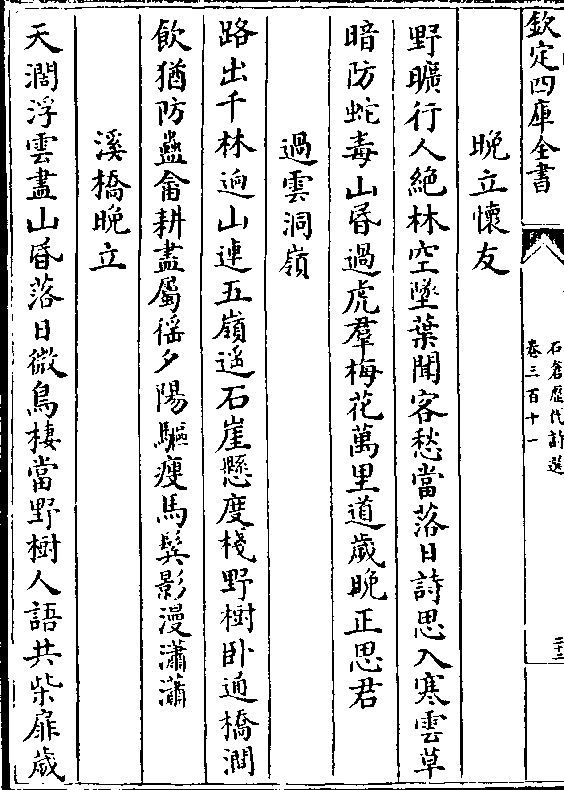 欽定四庫全書
石倉歷代詩選
卷三百十一
二十二
晚立懷友
野曠行人絶林空墜葉聞客愁當落日詩思入寒雲草
暗防蛇毒山昏過虎羣梅花萬里道歲晚正思君
過雲洞嶺
路出千林逈山連五嶺遥石崖懸度棧野樹卧通橋澗
飲猶防蠱畬耕盡屬徭夕陽驅瘦馬鬓影漫瀟瀟
溪橋晚立
天濶浮雲盡山昏落日微鳥棲當野樹人語共柴扉歲